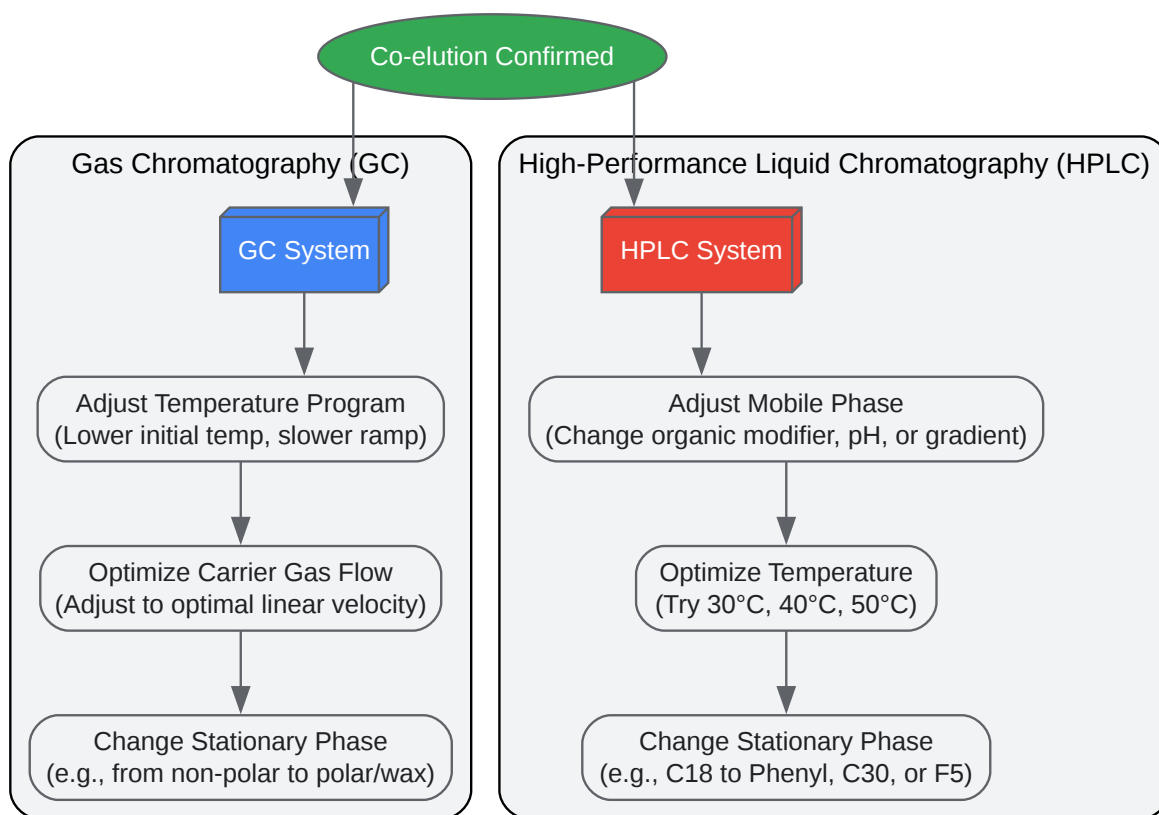 Co-elution Confirmed
Gas Chromatography (GC)
GC System
Adjust Temperature Program
(Lower initial temp, slower ramp)
Optimize Carrier Gas Flow
(Adjust to optimal linear velocity)
Change Stationary Phase
(e.g., from non-polar to polar/wax)
High-Performance Liquid Chromatography (HPLC)
HPLC System
Adjust Mobile Phase
(Change organic modifier, pH, or gradient)
Optimize Temperature
(Try 30°C, 40°C, 50°C)
Change Stationary Phase
(e.g., C18 to Phenyl, C30, or F5)